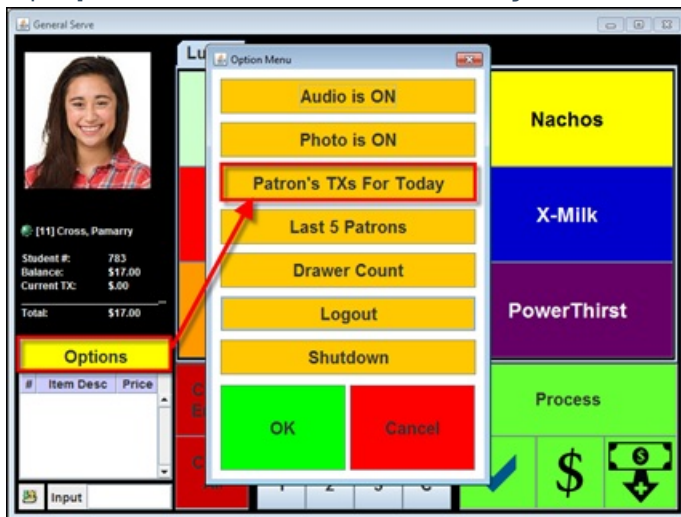 General Serve
Lu
Option Menu
Audio is ON
Photo is ON
Patron's TXs For Today
Last 5 Patrons
Drawer Count
Logout
Shutdown
OK
Cancel
[11] Cross, Pamarry
Student #: 783
Balance: $17.00
Current TX: $.00
Total: $17.00
Options
# Item Desc Price
Input
Nachos
X-Milk
PowerThirst
Process
$
$